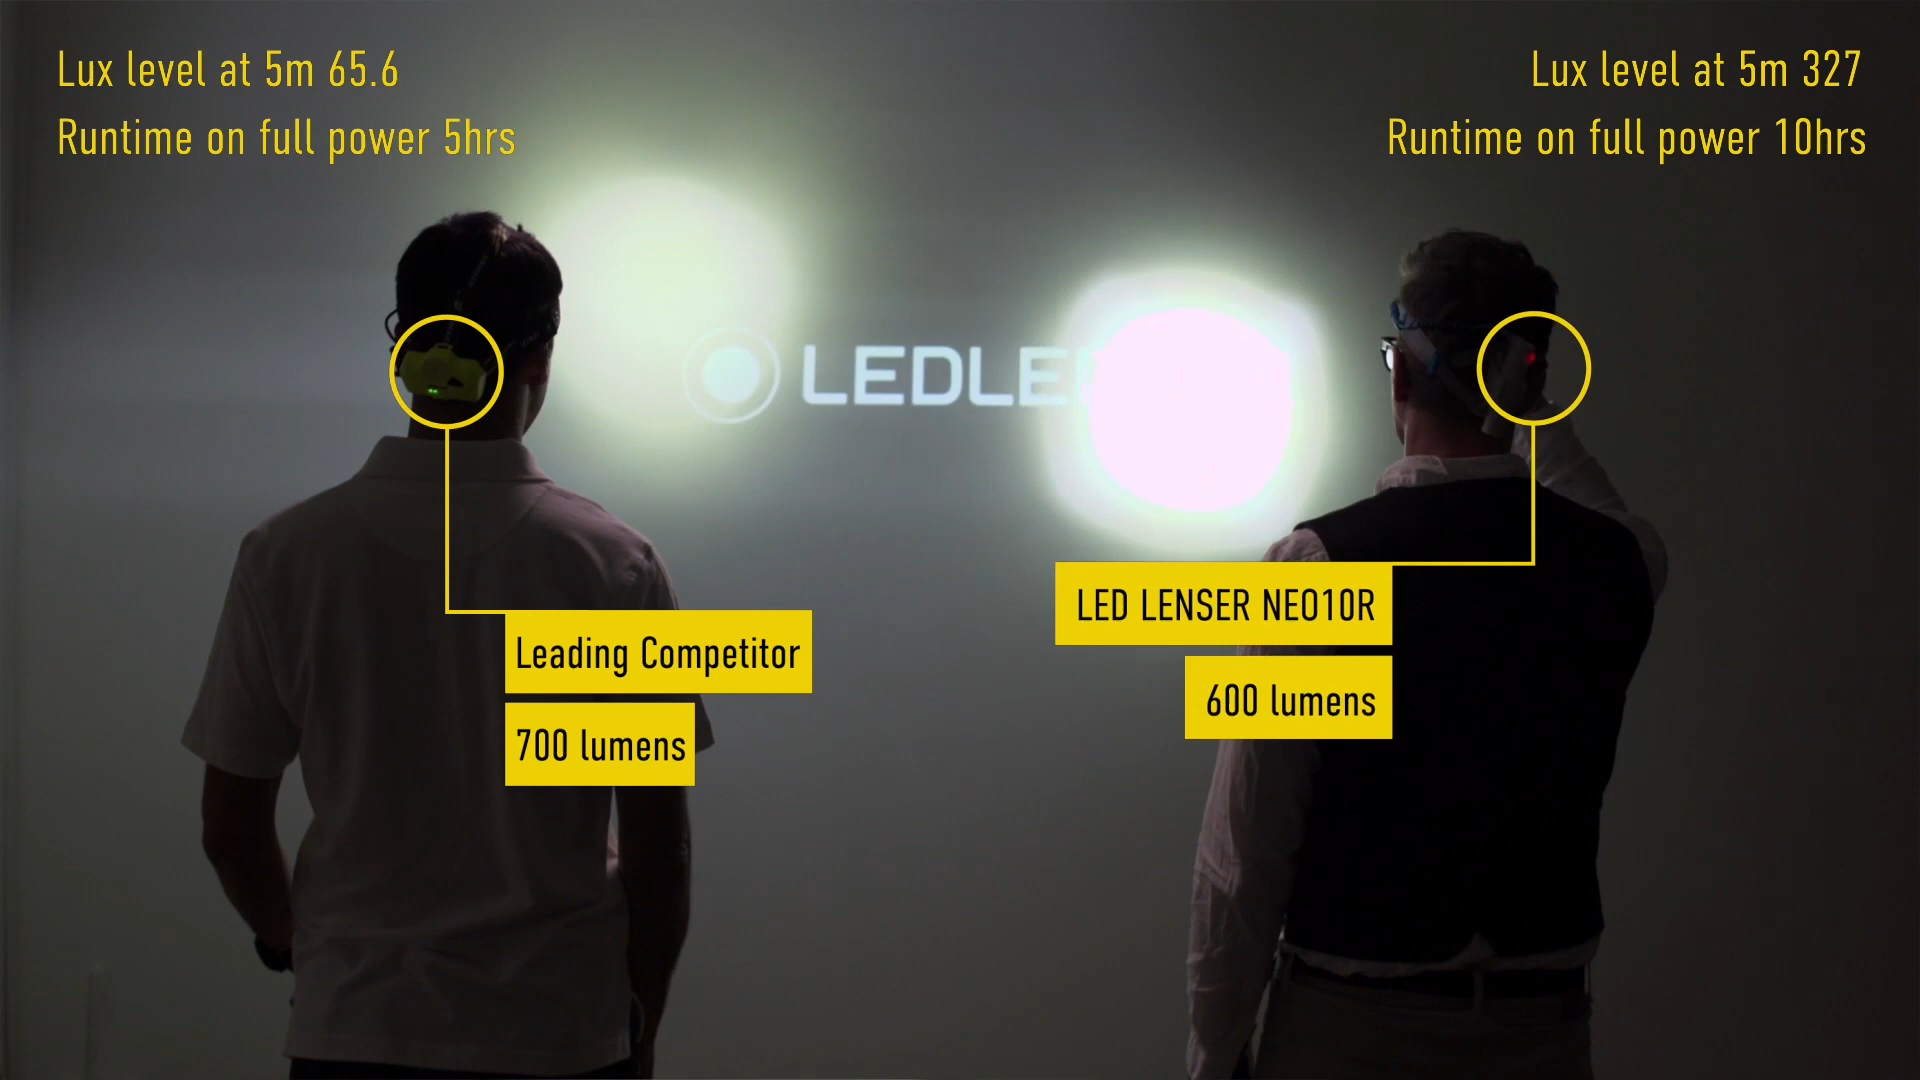 Lux level at 5m 65.6
Runtime on full power 5hrs
Lux level at 5m 327
Runtime on full power 10hrs
LEDLE
Leading Competitor
700 lumens
LED LENSER NEO10R
600 lumens